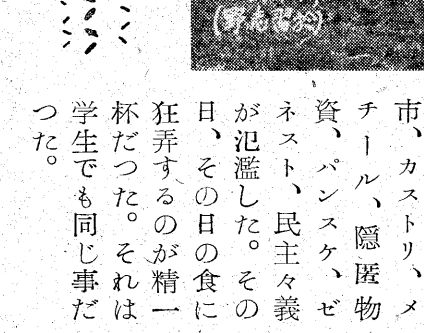 市、カストリ、メ
チール、隠匿物
資、パンスケ、ゼ
ネスト、民主々義
が氾濫した。その
日、その日の食に
狂弄するのが精一
杯だつた。それは
学生でも同じ事だ
つた。